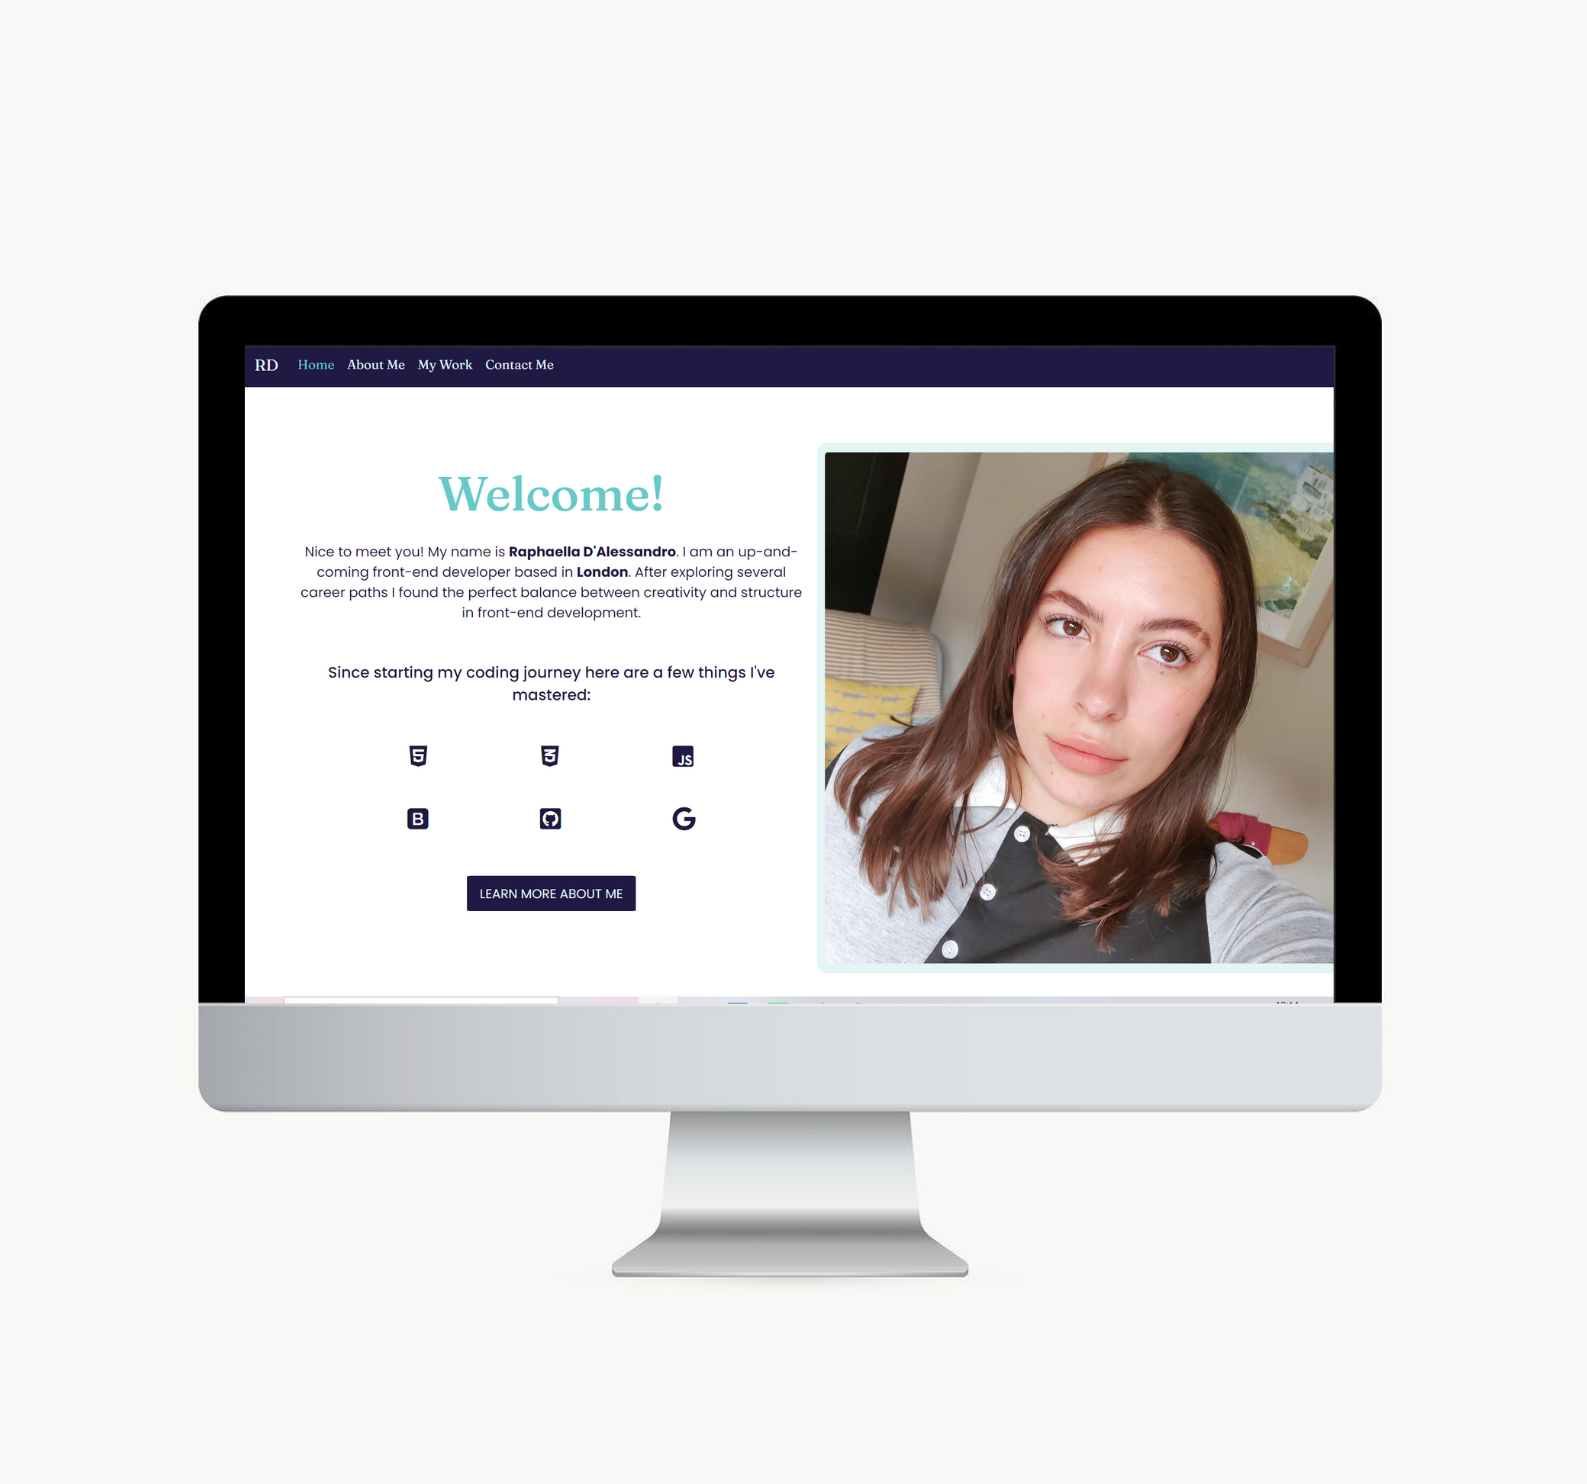 RD Home About Me My Work Contact Me
Welcome!
Nice to meet you! My name is Raphaella D'Alessandro. I am an up-and-
coming front-end developer based in London. After exploring several
career paths I found the perfect balance between creativity and structure
in front-end development.
Since starting my coding journey here are a few things I've
mastered:
JS
B
G
LEARN MORE ABOUT ME